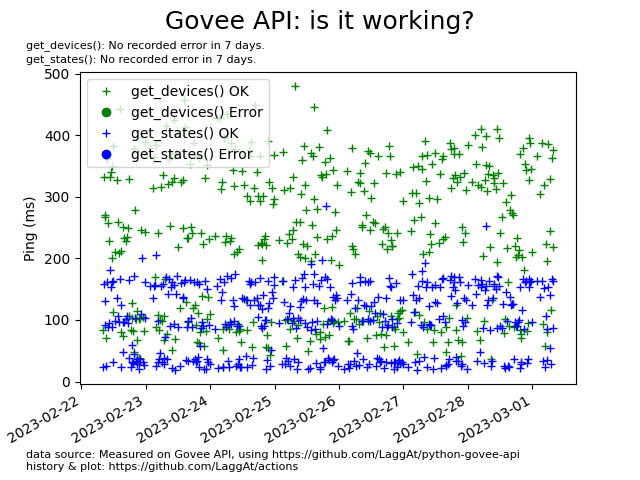 Govee API: is it working?
get_devices(): No recorded error in 7 days.
get_states(): No recorded error in 7 days.
500
400
300
200
100
0
Ping (ms)
get_devices() OK
get_devices() Error
get_states() OK
get_states() Error
2023-02-22
2023-02-23
2023-02-24
2023-02-25
2023-02-26
2023-02-27
2023-02-28
2023-03-01
data source: Measured on Govee API, using https://github.com/LaggAt/python-govee-api
history & plot: https://github.com/LaggAt/actions